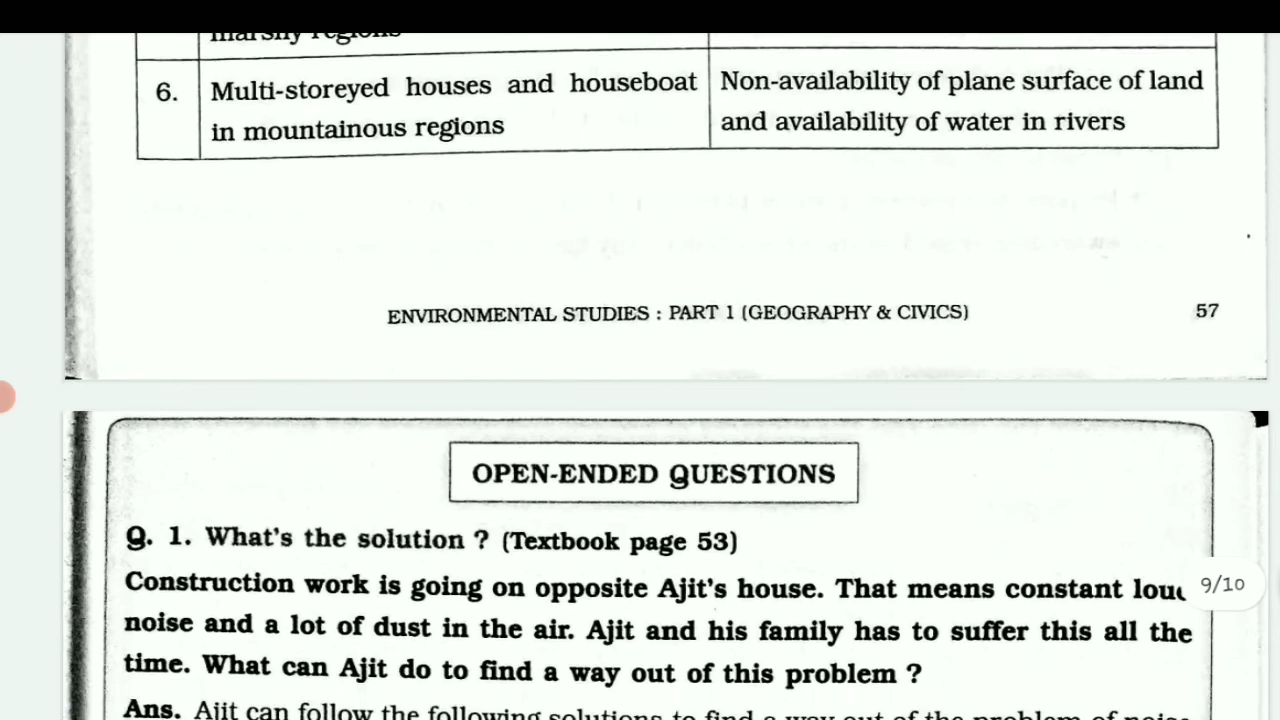 marshy regions
6. Multi-storeyed houses and houseboat Non-availability of plane surface of land
in mountainous regions and availability of water in rivers
ENVIRONMENTAL STUDIES : PART 1 (GEOGRAPHY & CIVICS) 57
OPEN-ENDED QUESTIONS
Q. 1. What's the solution ? (Textbook page 53)
Construction work is going on opposite Ajit's house. That means constant loud
9/10
noise and a lot of dust in the air. Ajit and his family has to suffer this all the
time. What can Ajit do to find a way out of this problem ?
Ans. Ajit can follow the following solutions to find a way out of the problem of noise